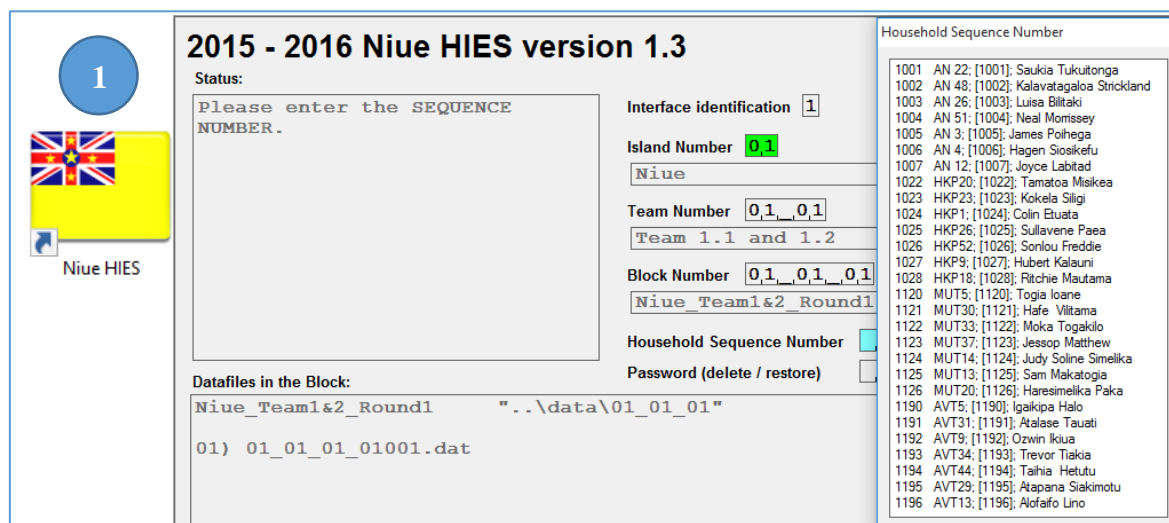 1
Niue HIES
2015 - 2016 Niue HIES version 1.3
Status:
Please enter the SEQUENCE
NUMBER.
Interface identification 1
Island Number 0,1
Niue
Team Number 0,1,_,0,1
Team 1.1 and 1.2
Block Number 0,1,_,0,1,_,0,1
Niue_Team1&2_Round1
Household Sequence Number
Password (delete / restore)
Datafiles in the Block:
Niue_Team1&2_Round1 "..\data\01_01_01"
01) 01_01_01_01001.dat
Household Sequence Number
1001 AN 22; [1001]; Saukia Tukuitonga
1002 AN 48; [1002]; Kalavatagaloa Strickland
1003 AN 26; [1003]; Luisa Bilitaki
1004 AN 51; [1004]; Neal Morrissey
1005 AN 3; [1005]; James Poihega
1006 AN 4; [1006]; Hagen Siosikefu
1007 AN 12; [1007]; Joyce Labitad
1022 HKP20; [1022]; Tamatoa Misikea
1023 HKP23; [1023]; Kokela Siligi
1024 HKP1; [1024]; Colin Etuata
1025 HKP26; [1025]; Sullavene Paea
1026 HKP52; [1026]; Sonlou Freddie
1027 HKP9; [1027]; Hubert Kalauni
1028 HKP18; [1028]; Ritchie Mautama
1120 MUT5; [1120]; Togia Ioane
1121 MUT30; [1121]; Hafe Vilitama
1122 MUT33; [1122]; Moka Togakilo
1123 MUT37; [1123]; Jessop Matthew
1124 MUT14; [1124]; Judy Soline Simelika
1125 MUT13; [1125]; Sam Makatogia
1126 MUT20; [1126]; Haresimelika Paka
1190 AVT5; [1190]; Igaikipa Halo
1191 AVT31; [1191]; Atalase Tauati
1192 AVT9; [1192]; Ozwin Ikiua
1193 AVT34; [1193]; Trevor Tiakia
1194 AVT44; [1194]; Taihia Hetutu
1195 AVT29; [1195]; Atapana Siakimotu
1196 AVT13; [1196]; Alofaifo Lino